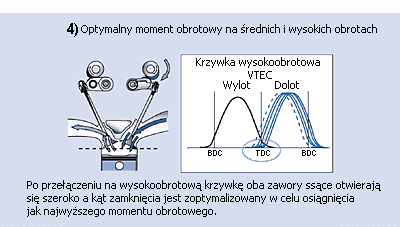 4) Optymalny moment obrotowy na średnich i wysokich obrotach
Krzywka wysokoobrotowa
VTEC
Wylot Dolot
BDC TDC BDC
Po przełączeniu na wysokoobrotową krzywkę oba zawory ssące otwierają
się szeroko a kąt zamknięcia jest zoptymalizowany w celu osiągnięcia
jak najwyższego momentu obrotowego.